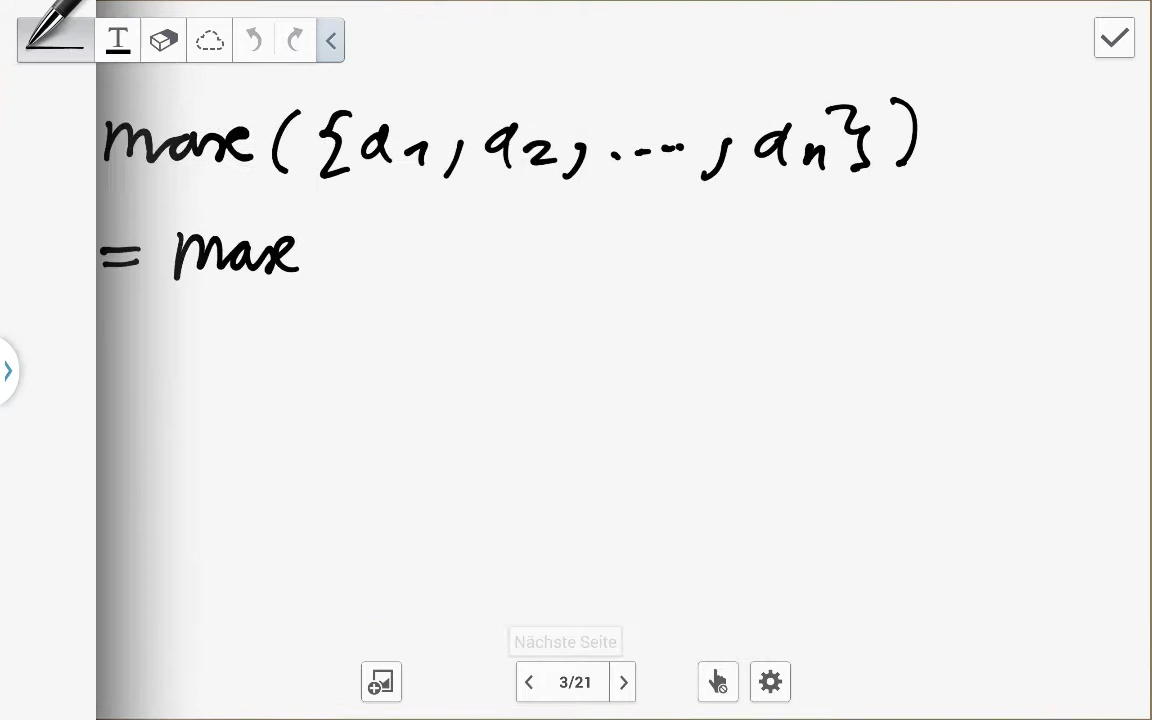 T
max({a₁, a₂, ..., aₙ})
= max
Nächste Seite
3/21